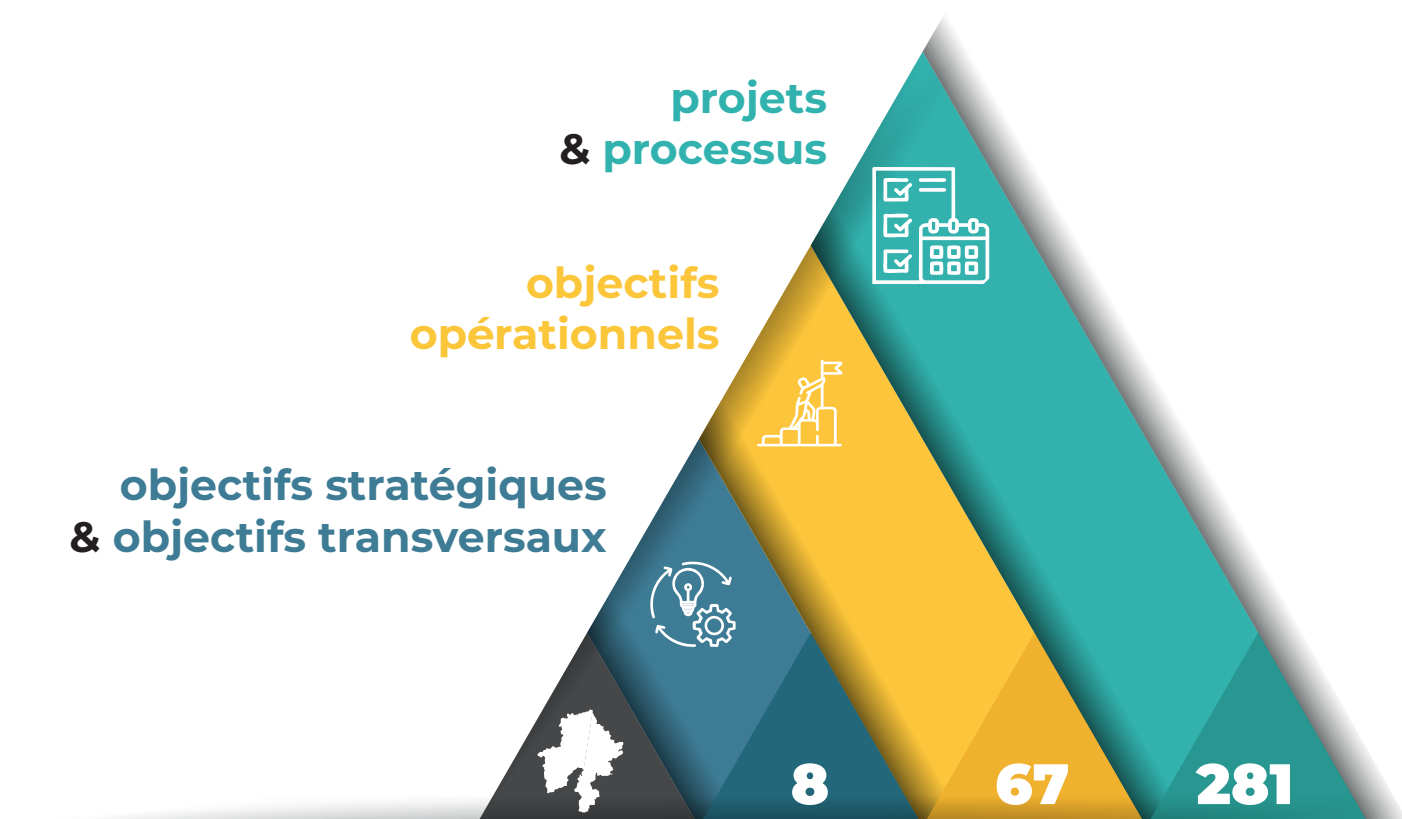 projets
& processus
objectifs
opérationnels
objectifs stratégiques
& objectifs transversaux
8
67
281